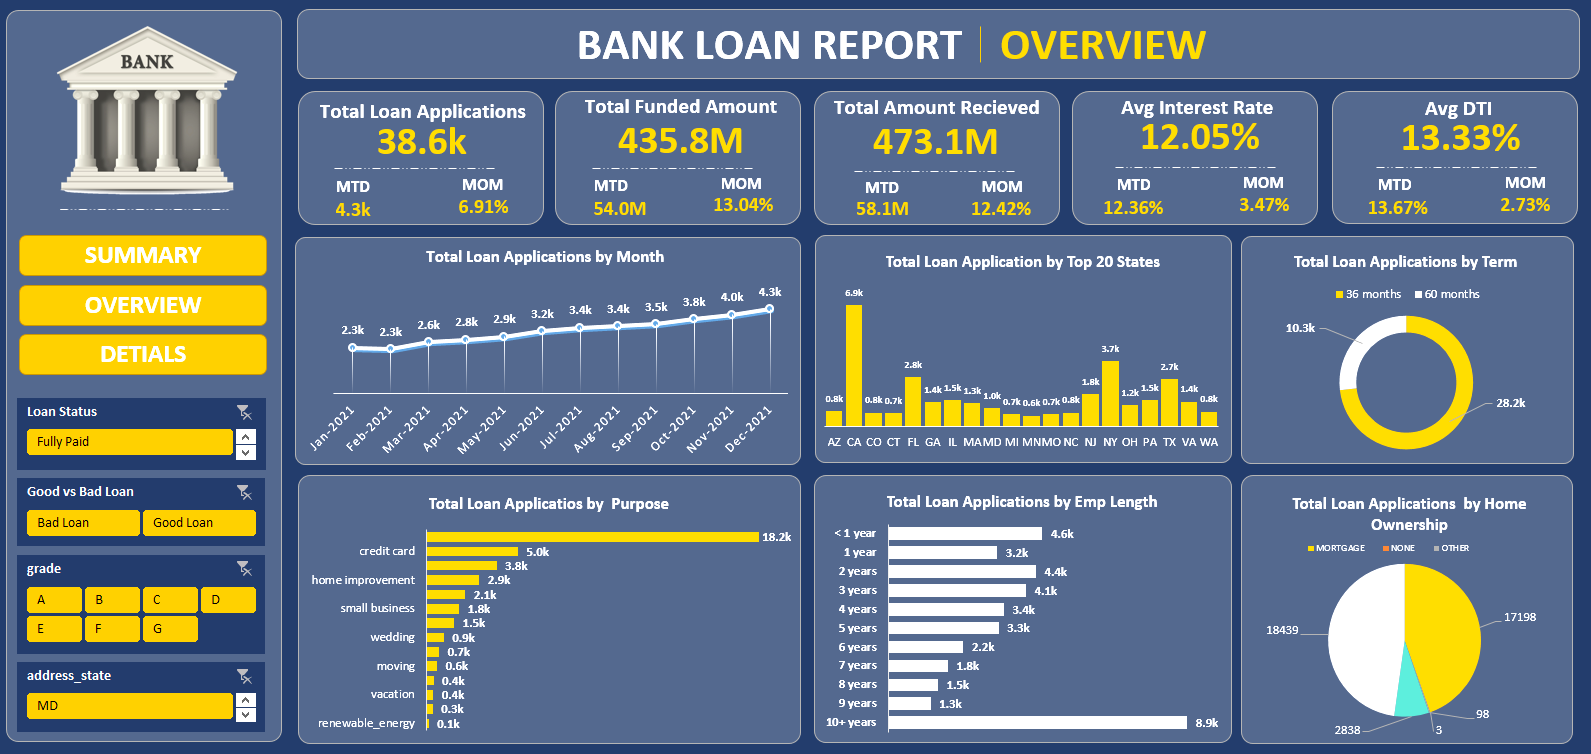 BANK
SUMMARY
OVERVIEW
DETIALS
Loan Status
Fully Paid
Good vs Bad Loan
Bad Loan Good Loan
grade
A B C D
E F G
address_state
MD
BANK LOAN REPORT OVERVIEW
Total Loan Applications
38.6k
MTD MOM
4.3k 6.91%
Total Funded Amount
435.8M
MTD MOM
54.0M 13.04%
Total Amount Recieved
473.1M
MTD MOM
58.1M 12.42%
Avg Interest Rate
12.05%
MTD MOM
12.36% 3.47%
Avg DTI
13.33%
MTD MOM
13.67% 2.73%
Total Loan Applications by Month
2.3k 2.3k 2.6k 2.8k 2.9k 3.2k 3.4k 3.4k 3.5k 3.8k 4.0k 4.3k
Jan-2021 Feb-2021 Mar-2021 Apr-2021 May-2021 Jun-2021 Jul-2021 Aug-2021 Sep-2021 Oct-2021 Nov-2021 Dec-2021
Total Loan Application by Top 20 States
0.8k 6.9k 0.8k 0.7k 2.8k 1.4k 1.5k 1.3k 1.0k 0.7k 0.6k 0.7k 0.8k 1.8k 3.7k 1.2k 1.5k 2.7k 1.4k 0.8k
AZ CA CO CT FL GA IL MA MD MI MN MO NC NJ NY OH PA TX VA WA
Total Loan Applications by Term
36 months 60 months
10.3k
28.2k
Total Loan Applicatios by Purpose
18.2k
credit card 5.0k
3.8k
home improvement 2.9k
2.1k
small business 1.8k
1.5k
wedding 0.9k
0.7k
moving 0.6k
0.4k
vacation 0.4k
0.3k
renewable_energy 0.1k
Total Loan Applications by Emp Length
< 1 year 4.6k
1 year 3.2k
2 years 4.4k
3 years 4.1k
4 years 3.4k
5 years 3.3k
6 years 2.2k
7 years 1.8k
8 years 1.5k
9 years 1.3k
10+ years 8.9k
Total Loan Applications by Home
Ownership
MORTGAGE NONE OTHER
17198
18439
98
2838
3